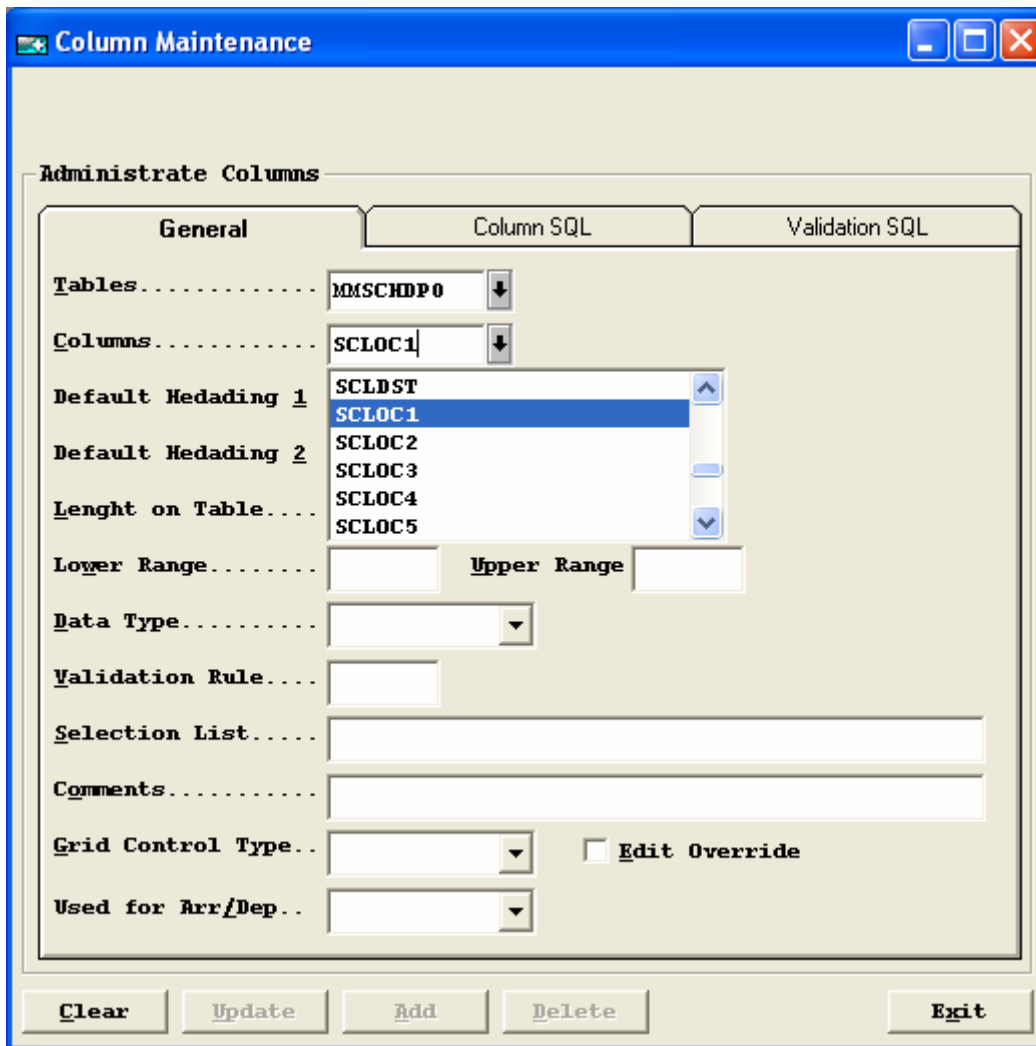 Column Maintenance
Administrate Columns
General Column SQL Validation SQL
Tables............. MMSCHDP0
Columns............ SCLOC1
Default Hedading 1
SCLDST
SCLOC1
Default Hedading 2
SCLOC2
SCLOC3
Lenght on Table....
SCLOC4
SCLOC5
Lower Range........ Upper Range
Data Type..........
Validation Rule....
Selection List.....
Comments...........
Grid Control Type.. Edit Override
Used for Arr/Dep..
Clear Update Add Delete Exit